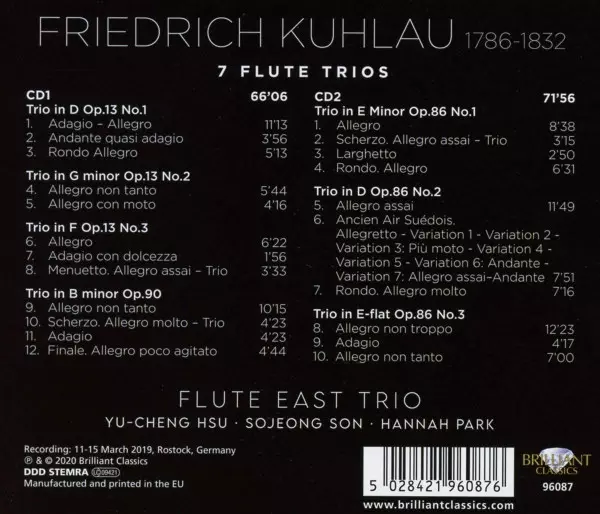 FRIEDRICH KUHLAU 1786-1832
7 FLUTE TRIOS
CD1 66'06
Trio in D Op.13 No.1
1. Adagio – Allegro 11'13
2. Andante quasi adagio 3'56
3. Rondo Allegro 5'13
Trio in G minor Op.13 No.2
4. Allegro non tanto 5'44
5. Allegro con moto 4'16
Trio in F Op.13 No.3
6. Allegro 6'22
7. Adagio con dolcezza 1'56
8. Menuetto. Allegro assai – Trio 3'33
Trio in B minor Op.90
9. Allegro non tanto 10'15
10. Scherzo. Allegro molto – Trio 4'23
11. Adagio 4'23
12. Finale. Allegro poco agitato 4'44
CD2 71'56
Trio in E Minor Op.86 No.1
1. Allegro 8'38
2. Scherzo. Allegro assai – Trio 3'15
3. Larghetto 2'50
4. Rondo. Allegro 6'31
Trio in D Op.86 No.2
5. Allegro assai 11'49
6. Ancien Air Suédois.
Allegretto - Variation 1 - Variation 2 -
Variation 3: Più moto - Variation 4 -
Variation 5 - Variation 6: Andante -
Variation 7: Allegro assai–Andante 7'51
7. Rondo. Allegro molto 7'16
Trio in E-flat Op.86 No.3
8. Allegro non troppo 12'23
9. Adagio 4'17
10. Allegro non tanto 7'00
FLUTE EAST TRIO
YU-CHENG HSU · SOJEONG SON · HANNAH PARK
Recording: 11-15 March 2019, Rostock, Germany
℗ & © 2020 Brilliant Classics
DDD STEMRA LC09421
Manufactured and printed in the EU
5 028421 960876
BRILLIANT
CLASSICS
96087
www.brilliantclassics.com